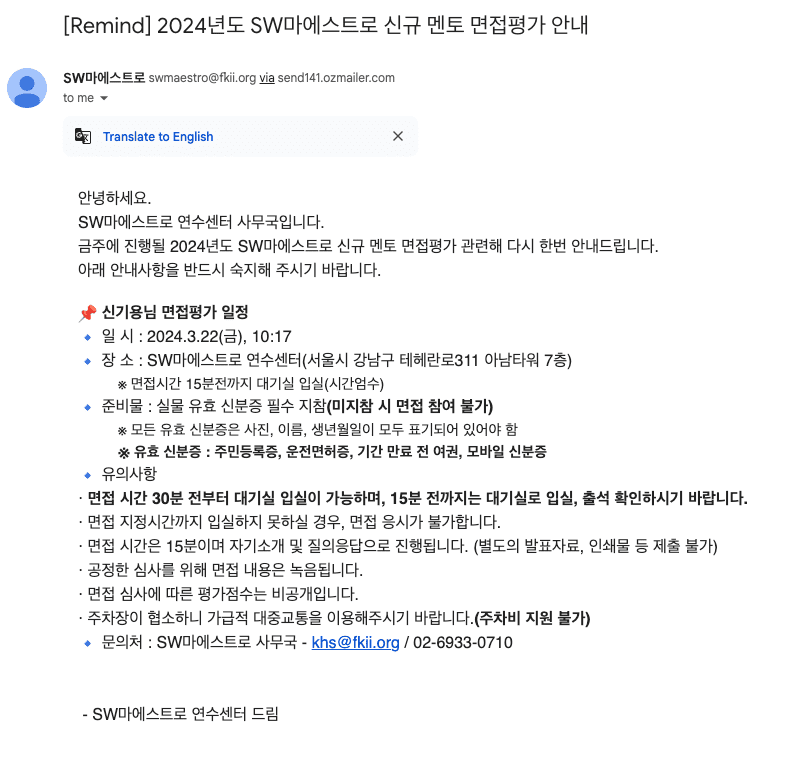 [Remind] 2024년도 SW마에스트로 신규 멘토 면접평가 안내
SW마에스트로 swmaestro@fkii.org via send141.ozmailer.com
to me
Translate to English
안녕하세요.
SW마에스트로 연수센터 사무국입니다.
금주에 진행될 2024년도 SW마에스트로 신규 멘토 면접평가 관련해 다시 한번 안내드립니다.
아래 안내사항을 반드시 숙지해 주시기 바랍니다.
📌 신기용님 면접평가 일정
🔹 일 시 : 2024.3.22(금), 10:17
🔹 장 소 : SW마에스트로 연수센터(서울시 강남구 테헤란로311 아남타워 7층)
※ 면접시간 15분전까지 대기실 입실(시간엄수)
🔹 준비물 : 실물 유효 신분증 필수 지참(미지참 시 면접 참여 불가)
※ 모든 유효 신분증은 사진, 이름, 생년월일이 모두 표기되어 있어야 함
※ 유효 신분증 : 주민등록증, 운전면허증, 기간 만료 전 여권, 모바일 신분증
🔹 유의사항
· 면접 시간 30분 전부터 대기실 입실이 가능하며, 15분 전까지는 대기실로 입실, 출석 확인하시기 바랍니다.
· 면접 지정시간까지 입실하지 못하실 경우, 면접 응시가 불가합니다.
· 면접 시간은 15분이며 자기소개 및 질의응답으로 진행됩니다. (별도의 발표자료, 인쇄물 등 제출 불가)
· 공정한 심사를 위해 면접 내용은 녹음됩니다.
· 면접 심사에 따른 평가점수는 비공개입니다.
· 주차장이 협소하니 가급적 대중교통을 이용해주시기 바랍니다.(주차비 지원 불가)
🔹 문의처 : SW마에스트로 사무국 - khs@fkii.org / 02-6933-0710
- SW마에스트로 연수센터 드림